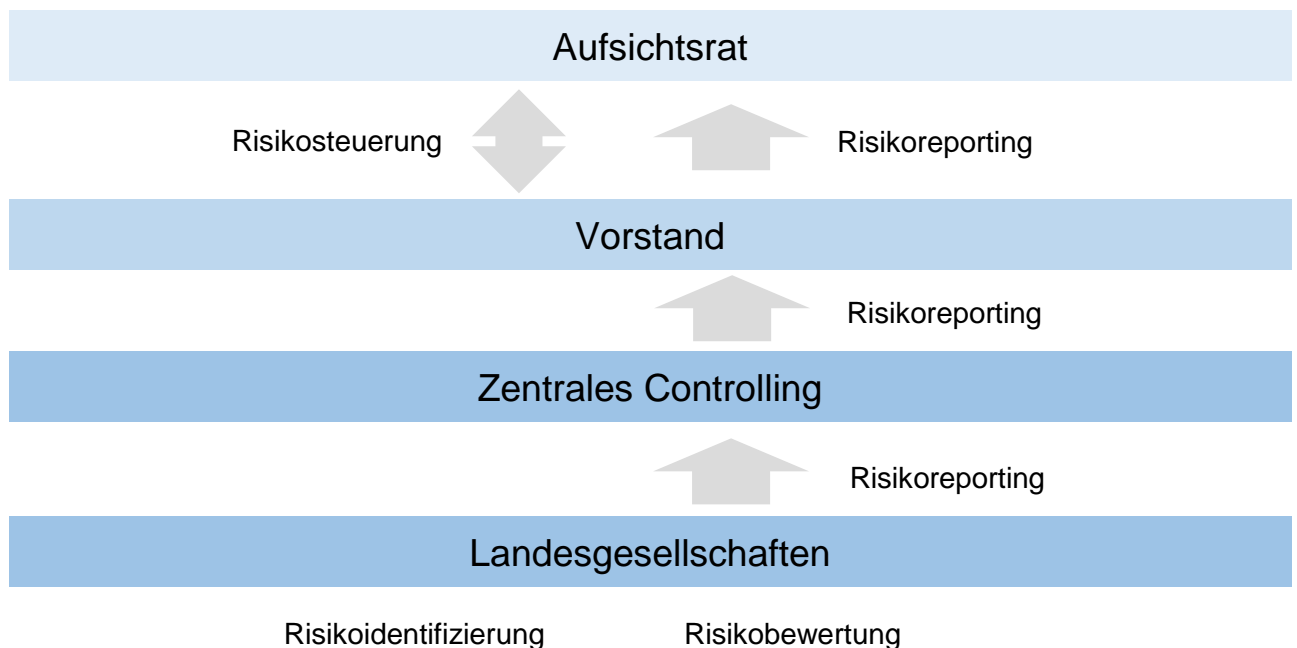 Aufsichtsrat
Risikosteuerung
Risikoreporting
Vorstand
Risikoreporting
Zentrales Controlling
Risikoreporting
Landesgesellschaften
Risikoidentifizierung
Risikobewertung